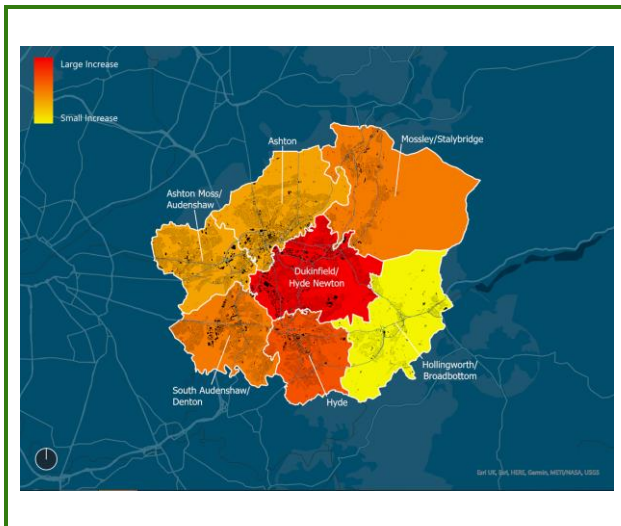 Large Increase
Small Increase
Ashton
Mossley/Stalybridge
Ashton Moss/
Audenshaw
Dukinfield/
Hyde Newton
Hollingworth/
Broadbottom
South Audenshaw/
Denton
Hyde
Esri UK, Esri, HERE, Garmin, METI/NASA, USGS